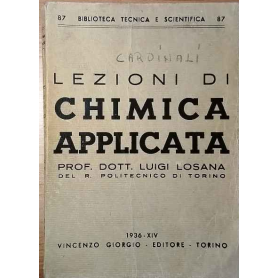 87 BIBLIOTECA TECNICA E SCIENTIFICA 87
CARDINALI
LEZIONI DI
CHIMICA
APPLICATA
PROF. DOTT. LUIGI LOSANA
DEL R. POLITECNICO DI TORINO
1936-XIV
VINCENZO GIORGIO - EDITORE - TORINO